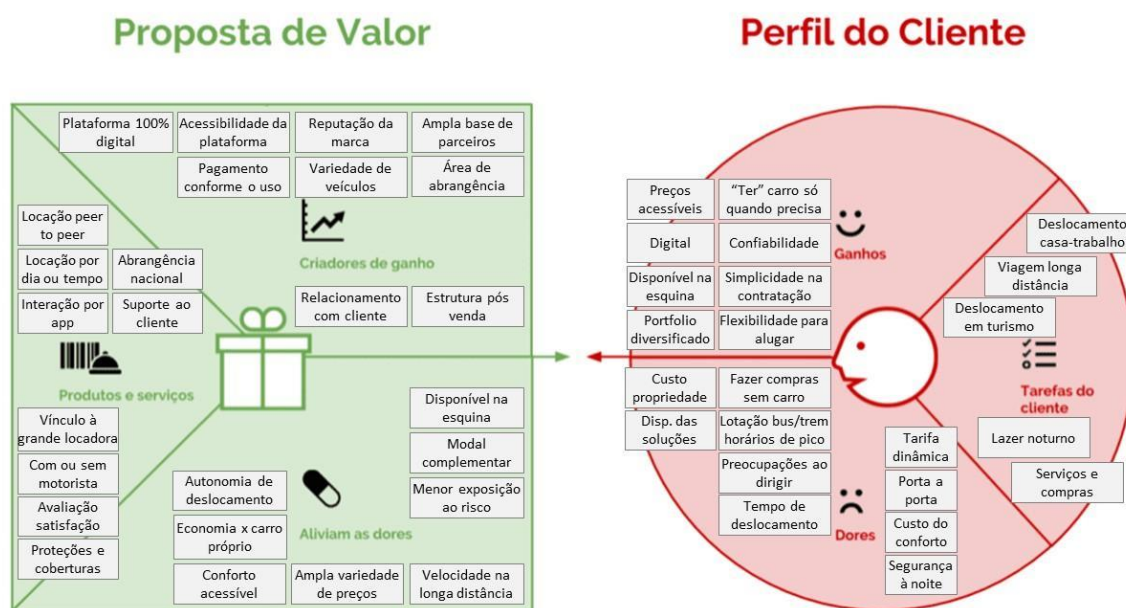 Proposta de Valor
Plataforma 100%
digital
Acessibilidade da
plataforma
Reputação da
marca
Ampla base de
parceiros
Pagamento
conforme o uso
Variedade de
veículos
Área de
abrangência
Criadores de ganho
Relacionamento
com cliente
Estrutura pós
venda
Locação peer
to peer
Locação por
dia ou tempo
Abrangência
nacional
Interação por
app
Suporte ao
cliente
Produtos e serviços
Vínculo à
grande locadora
Com ou sem
motorista
Avaliação
satisfação
Proteções e
coberturas
Disponível na
esquina
Modal
complementar
Menor exposição
ao risco
Autonomia de
deslocamento
Economia x carro
próprio
Aliviam as dores
Conforto
acessível
Ampla variedade
de preços
Velocidade na
longa distância
Perfil do Cliente
Preços
acessíveis
“Ter” carro só
quando precisa
Digital
Confiabilidade
Ganhos
Disponível na
esquina
Simplicidade na
contratação
Portfolio
diversificado
Flexibilidade para
alugar
Deslocamento
casa-trabalho
Viagem longa
distância
Deslocamento
em turismo
Tarefas do
cliente
Lazer noturno
Serviços e
compras
Custo
propriedade
Fazer compras
sem carro
Disp. das
soluções
Lotação bus/trem
horários de pico
Preocupações ao
dirigir
Tempo de
deslocamento
Dores
Tarifa
dinâmica
Porta a
porta
Custo do
conforto
Segurança
à noite